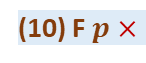 (10) F 𝒑 ×